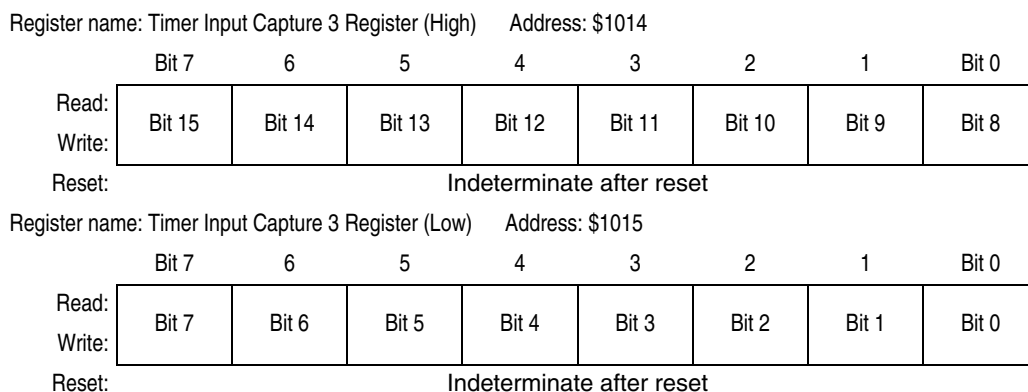 Register name: Timer Input Capture 3 Register (High) Address: $1014
Bit 7 6 5 4 3 2 1 Bit 0
Read:
Bit 15 Bit 14 Bit 13 Bit 12 Bit 11 Bit 10 Bit 9 Bit 8
Write:
Reset: Indeterminate after reset
Register name: Timer Input Capture 3 Register (Low) Address: $1015
Bit 7 6 5 4 3 2 1 Bit 0
Read:
Bit 7 Bit 6 Bit 5 Bit 4 Bit 3 Bit 2 Bit 1 Bit 0
Write:
Reset: Indeterminate after reset